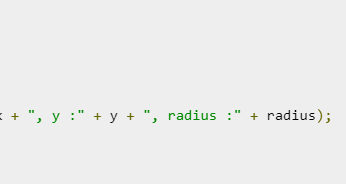 + ", y :" + y + ", radius :" + radius);